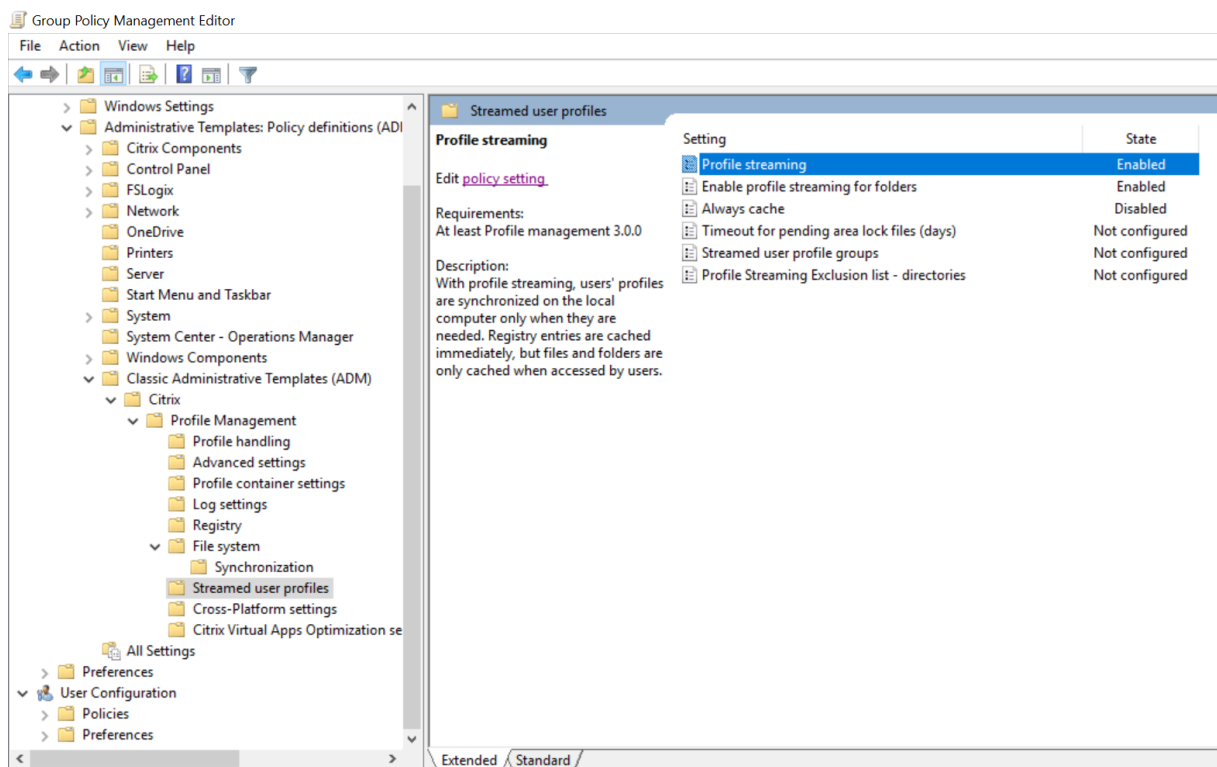 Group Policy Management Editor
File Action View Help
Windows Settings
Administrative Templates: Policy definitions (ADI
Citrix Components
Control Panel
FSLogix
Network
OneDrive
Printers
Server
Start Menu and Taskbar
System
System Center - Operations Manager
Windows Components
Classic Administrative Templates (ADM)
Citrix
Profile Management
Profile handling
Advanced settings
Profile container settings
Log settings
Registry
File system
Synchronization
Streamed user profiles
Cross-Platform settings
Citrix Virtual Apps Optimization se
All Settings
Preferences
User Configuration
Policies
Preferences
Streamed user profiles
Profile streaming
Edit policy setting
Requirements:
At least Profile management 3.0.0
Description:
With profile streaming, users' profiles
are synchronized on the local
computer only when they are
needed. Registry entries are cached
immediately, but files and folders are
only cached when accessed by users.
Setting State
Profile streaming Enabled
Enable profile streaming for folders Enabled
Always cache Disabled
Timeout for pending area lock files (days) Not configured
Streamed user profile groups Not configured
Profile Streaming Exclusion list - directories Not configured
Extended Standard